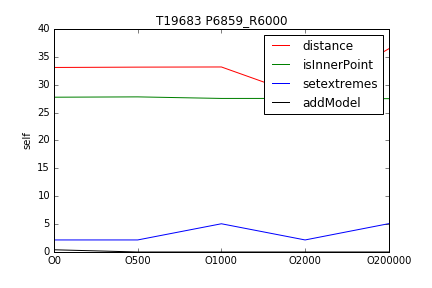 T19683 P6859_R6000
40
35
30
25
20
15
10
5
0
self
distance
isInnerPoint
setextremes
addModel
O0
O500
O1000
O2000
O200000